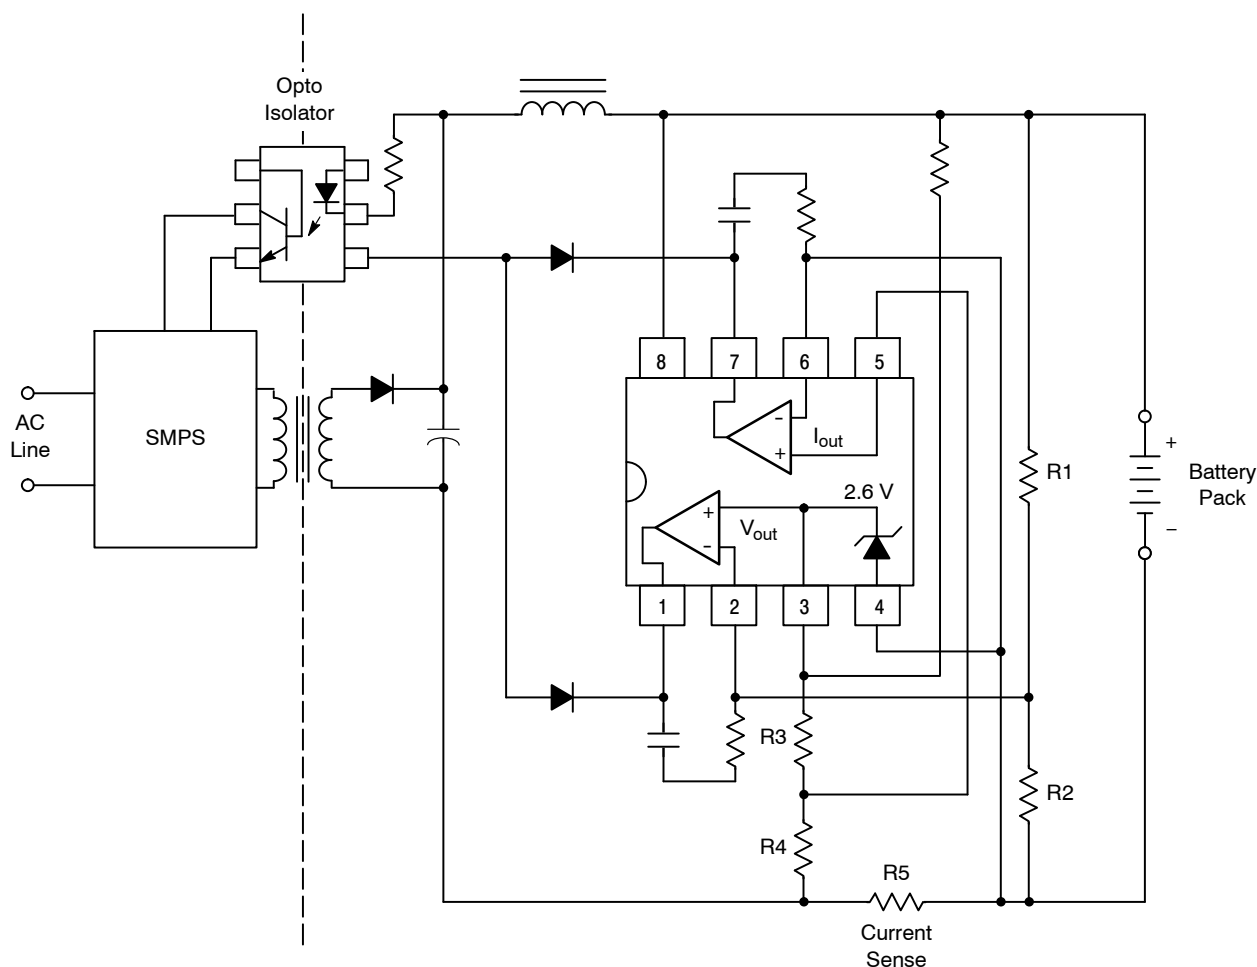 Opto
Isolator
8
7
6
5
AC
Line
SMPS
−
+
Iout
R1
+
−
Battery
Pack
2.6 V
+
−
Vout
1
2
3
4
R3
R2
R4
R5
Current
Sense